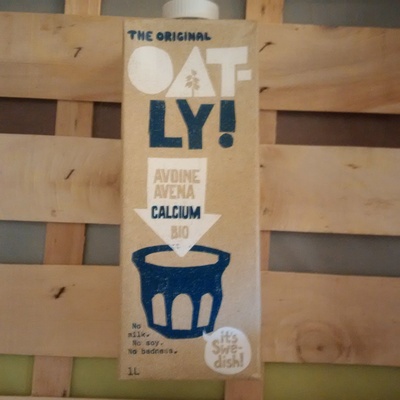 THE ORIGINAL
OAT-
LY!
AVOINE
AVENA
CALCIUM
BIO
No
milk.
No soy.
No badness.
it's
Swe-
dish!
1L